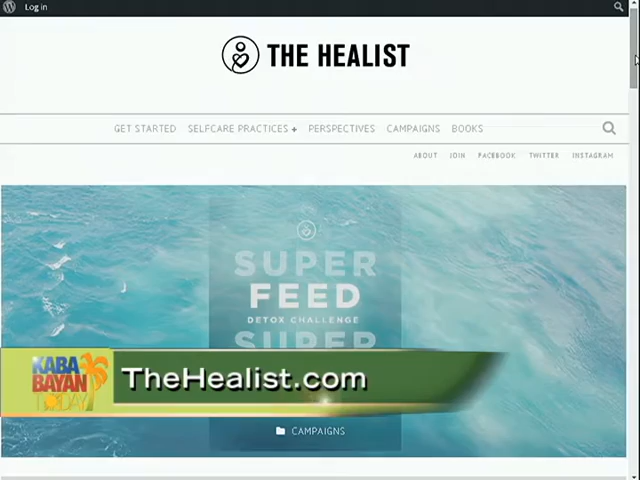 Log in
THE HEALIST
GET STARTED SELFCARE PRACTICES + PERSPECTIVES CAMPAIGNS BOOKS
ABOUT JOIN FACEBOOK TWITTER INSTAGRAM
SUPER
FEED
DETOX CHALLENGE
SUPER
KABA
BAYAN
TODAY
TheHealist.com
CAMPAIGNS